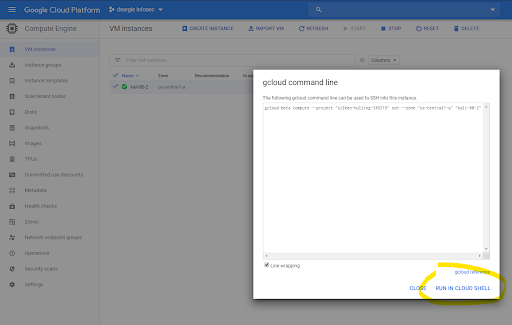 Google Cloud Platform
deargle infosec
Compute Engine
VM instances
CREATE INSTANCE
IMPORT VM
REFRESH
START
STOP
RESET
DELETE
VM instances
Instance groups
Instance templates
Sole tenant nodes
Disks
Snapshots
Images
TPUs
Committed use discounts
Metadata
Health checks
Zones
Network endpoint groups
Operations
Security scans
Settings
Filter VM instances
Columns
Name
Zone
Recommendation
In use
kali-80-2
us-central1-a
gcloud command line
The following gcloud command line can be used to SSH into this instance.
gcloud beta compute --project "silken-hulling-249219" ssh --zone "us-central1-a" "kali-80-2"
Line wrapping
gcloud reference
CLOSE
RUN IN CLOUD SHELL